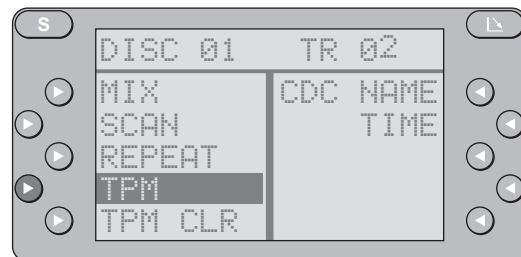 S
DISC 01 TR 02
MIX
SCAN
REPEAT
TPM
TPM CLR
CDC NAME
TIME